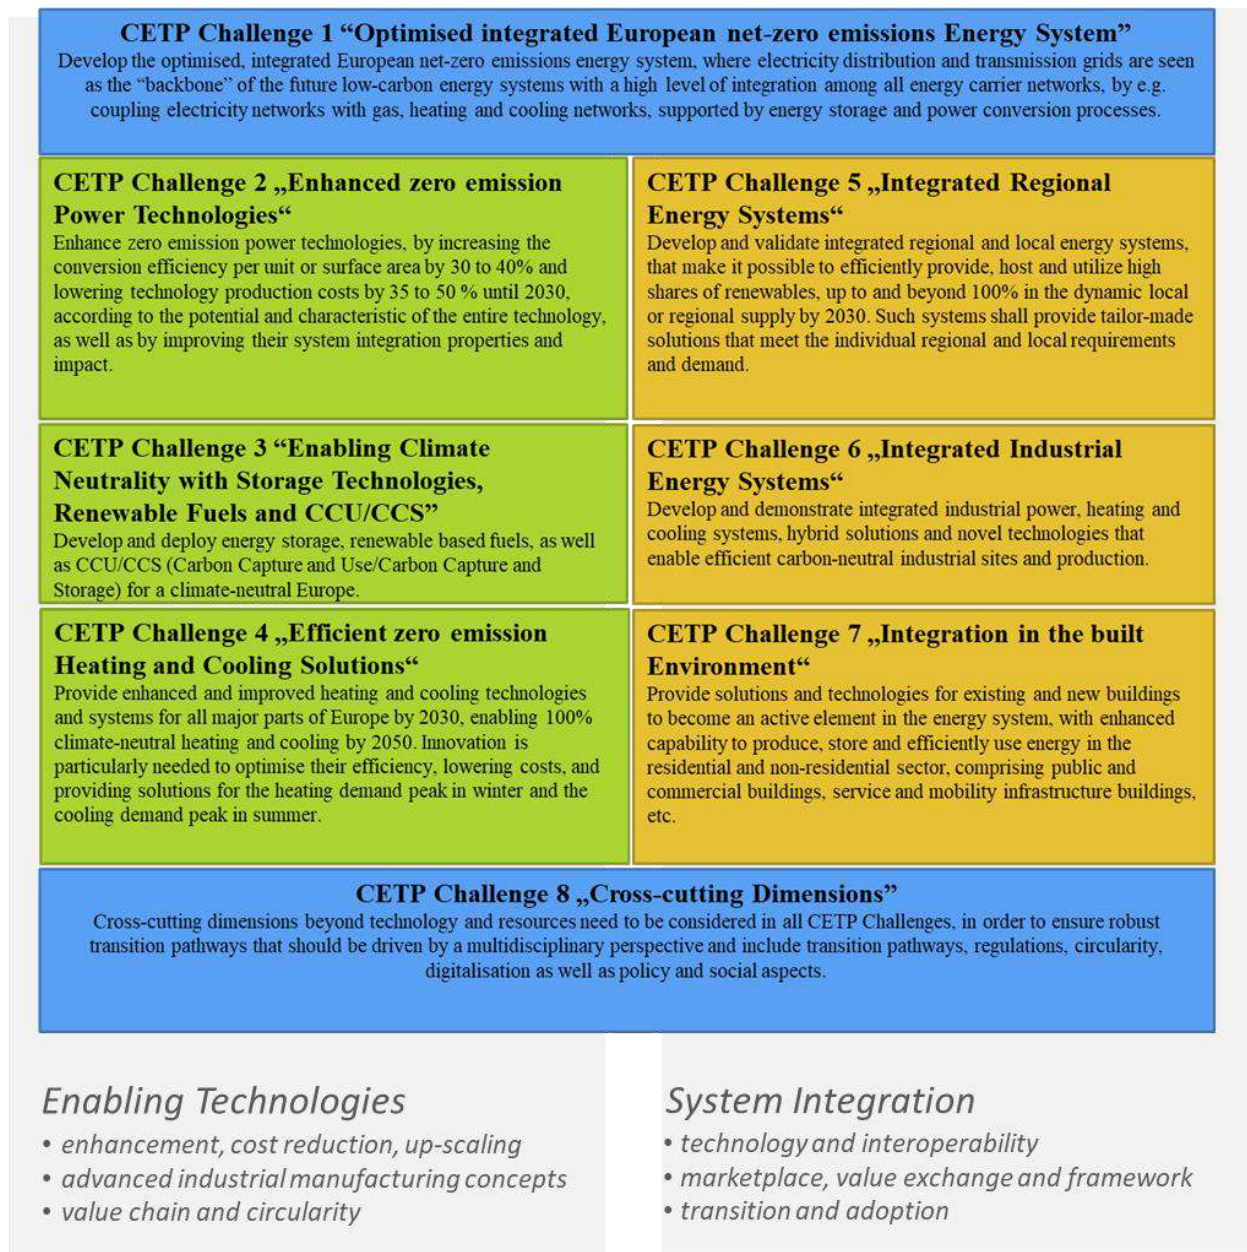 CETP Challenge 1 “Optimised integrated European net-zero emissions Energy System”
Develop the optimised, integrated European net-zero emissions energy system, where electricity distribution and transmission grids are seen
as the “backbone” of the future low-carbon energy systems with a high level of integration among all energy carrier networks, by e.g.
coupling electricity networks with gas, heating and cooling networks, supported by energy storage and power conversion processes.
CETP Challenge 2 „Enhanced zero emission
Power Technologies“
Enhance zero emission power technologies, by increasing the
conversion efficiency per unit or surface area by 30 to 40% and
lowering technology production costs by 35 to 50 % until 2030,
according to the potential and characteristic of the entire technology,
as well as by improving their system integration properties and
impact.
CETP Challenge 3 “Enabling Climate
Neutrality with Storage Technologies,
Renewable Fuels and CCU/CCS”
Develop and deploy energy storage, renewable based fuels, as well
as CCU/CCS (Carbon Capture and Use/Carbon Capture and
Storage) for a climate-neutral Europe.
CETP Challenge 4 „Efficient zero emission
Heating and Cooling Solutions“
Provide enhanced and improved heating and cooling technologies
and systems for all major parts of Europe by 2030, enabling 100%
climate-neutral heating and cooling by 2050. Innovation is
particularly needed to optimise their efficiency, lowering costs, and
providing solutions for the heating demand peak in winter and the
cooling demand peak in summer.
CETP Challenge 5 „Integrated Regional
Energy Systems“
Develop and validate integrated regional and local energy systems,
that make it possible to efficiently provide, host and utilize high
shares of renewables, up to and beyond 100% in the dynamic local
or regional supply by 2030. Such systems shall provide tailor-made
solutions that meet the individual regional and local requirements
and demand.
CETP Challenge 6 „Integrated Industrial
Energy Systems“
Develop and demonstrate integrated industrial power, heating and
cooling systems, hybrid solutions and novel technologies that
enable efficient carbon-neutral industrial sites and production.
CETP Challenge 7 „Integration in the built
Environment“
Provide solutions and technologies for existing and new buildings
to become an active element in the energy system, with enhanced
capability to produce, store and efficiently use energy in the
residential and non-residential sector, comprising public and
commercial buildings, service and mobility infrastructure buildings,
etc.
CETP Challenge 8 „Cross-cutting Dimensions”
Cross-cutting dimensions beyond technology and resources need to be considered in all CETP Challenges, in order to ensure robust
transition pathways that should be driven by a multidisciplinary perspective and include transition pathways, regulations, circularity,
digitalisation as well as policy and social aspects.
Enabling Technologies
• enhancement, cost reduction, up-scaling
• advanced industrial manufacturing concepts
• value chain and circularity
System Integration
• technology and interoperability
• marketplace, value exchange and framework
• transition and adoption